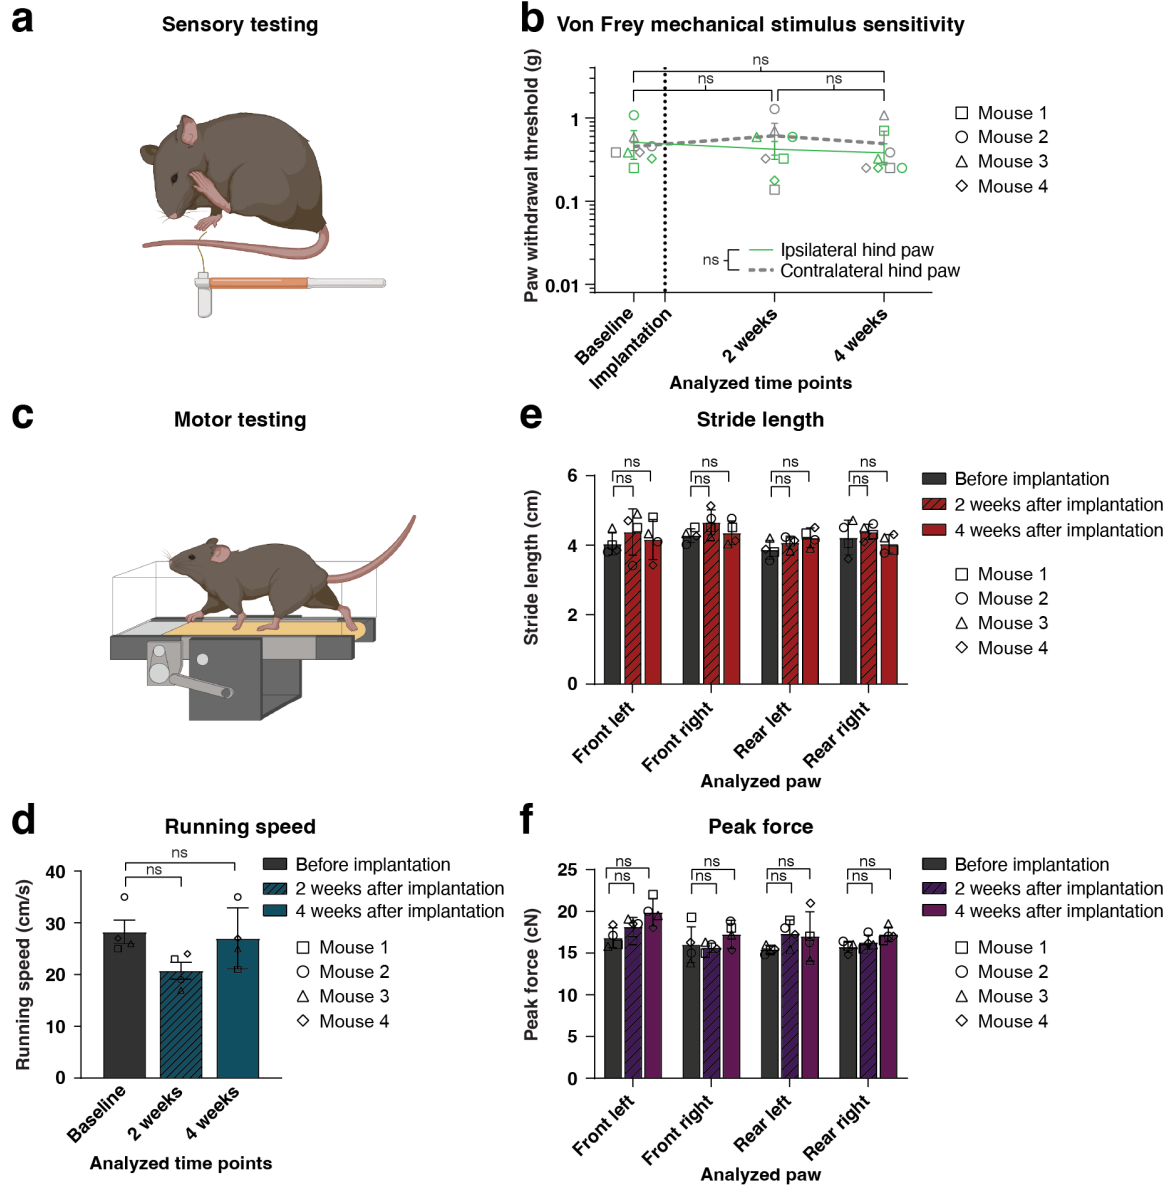 a
Sensory testing
b
Von Frey mechanical stimulus sensitivity
Paw withdrawal threshold (g)
1
0.1
0.01
ns
ns
ns
Mouse 1
Mouse 2
Mouse 3
Mouse 4
ns
Ipsilateral hind paw
Contralateral hind paw
Baseline
Implantation
2 weeks
4 weeks
Analyzed time points
c
Motor testing
e
Stride length
Stride length (cm)
6
4
2
0
ns
ns
ns
ns
ns
ns
ns
ns
Before implantation
2 weeks after implantation
4 weeks after implantation
Mouse 1
Mouse 2
Mouse 3
Mouse 4
Front left
Front right
Rear left
Rear right
Analyzed paw
d
Running speed
Running speed (cm/s)
40
30
20
10
0
ns
ns
Before implantation
2 weeks after implantation
4 weeks after implantation
Mouse 1
Mouse 2
Mouse 3
Mouse 4
Baseline
2 weeks
4 weeks
Analyzed time points
f
Peak force
Peak force (cN)
25
20
15
10
5
0
ns
ns
ns
ns
ns
ns
ns
ns
Before implantation
2 weeks after implantation
4 weeks after implantation
Mouse 1
Mouse 2
Mouse 3
Mouse 4
Front left
Front right
Rear left
Rear right
Analyzed paw